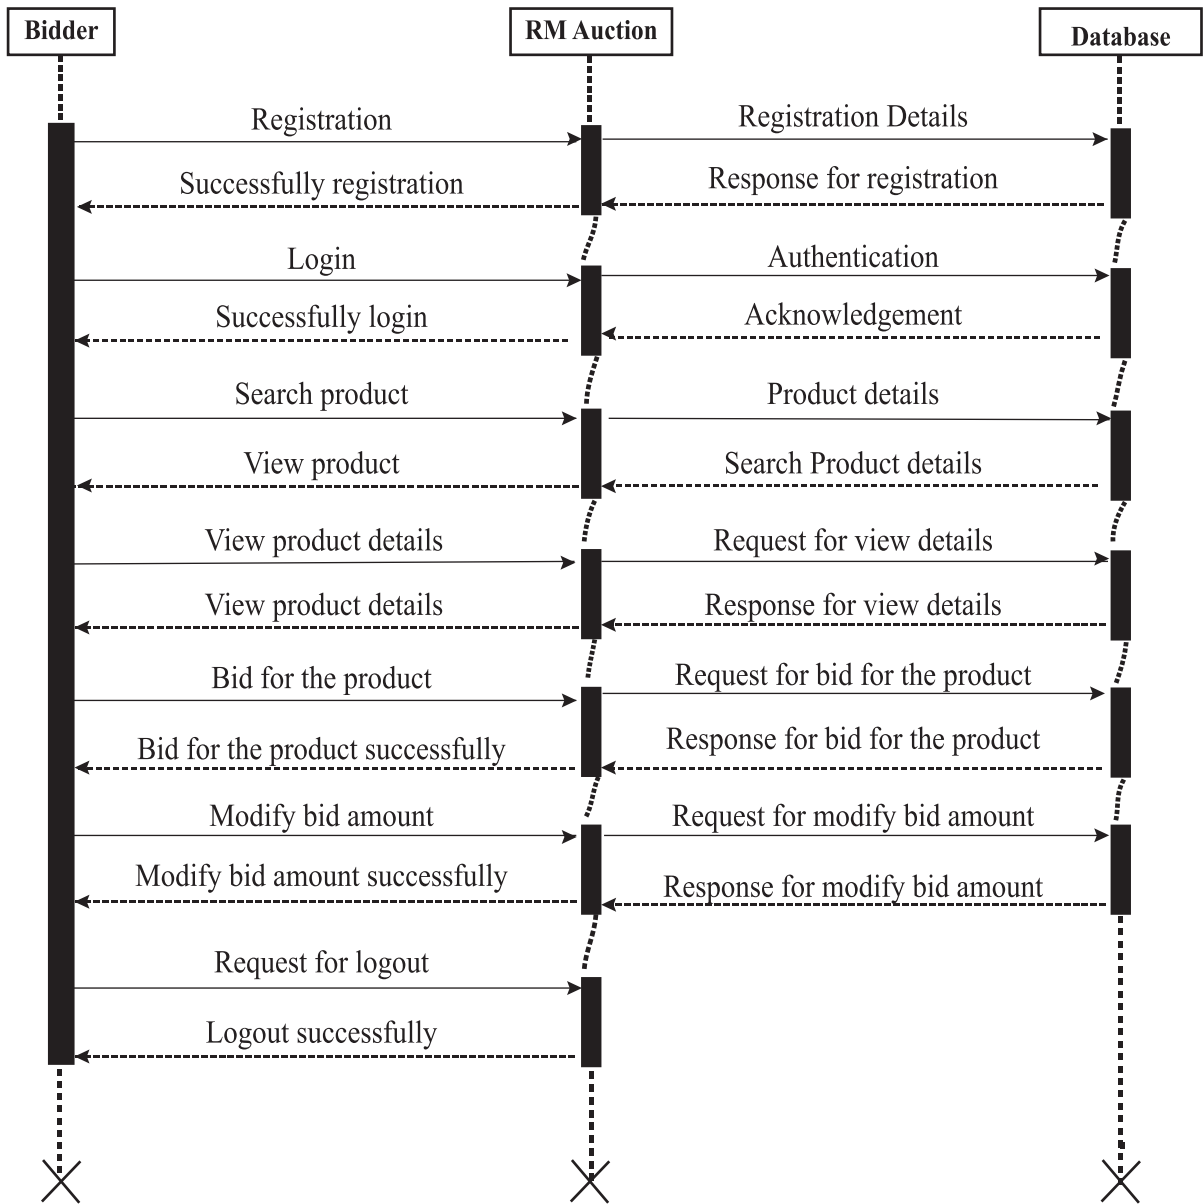 Bidder
RM Auction
Database
Registration
Registration Details
Successfully registration
Response for registration
Login
Authentication
Successfully login
Acknowledgement
Search product
Product details
View product
Search Product details
View product details
Request for view details
View product details
Response for view details
Bid for the product
Request for bid for the product
Bid for the product successfully
Response for bid for the product
Modify bid amount
Request for modify bid amount
Modify bid amount successfully
Response for modify bid amount
Request for logout
Logout successfully